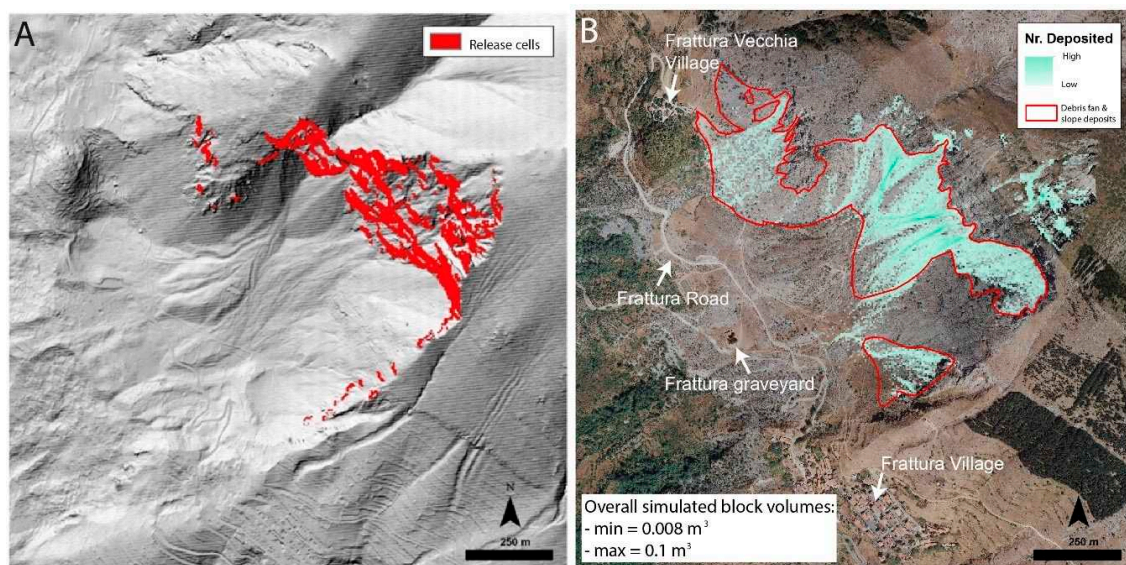 A
Release cells
N
250 m
B
Frattura Vecchia
Village
Nr. Deposited
High
Low
Debris fan &
slope deposits
Frattura Road
Frattura graveyard
Frattura Village
Overall simulated block volumes:
- min = 0.008 m³
- max = 0.1 m³
250 m